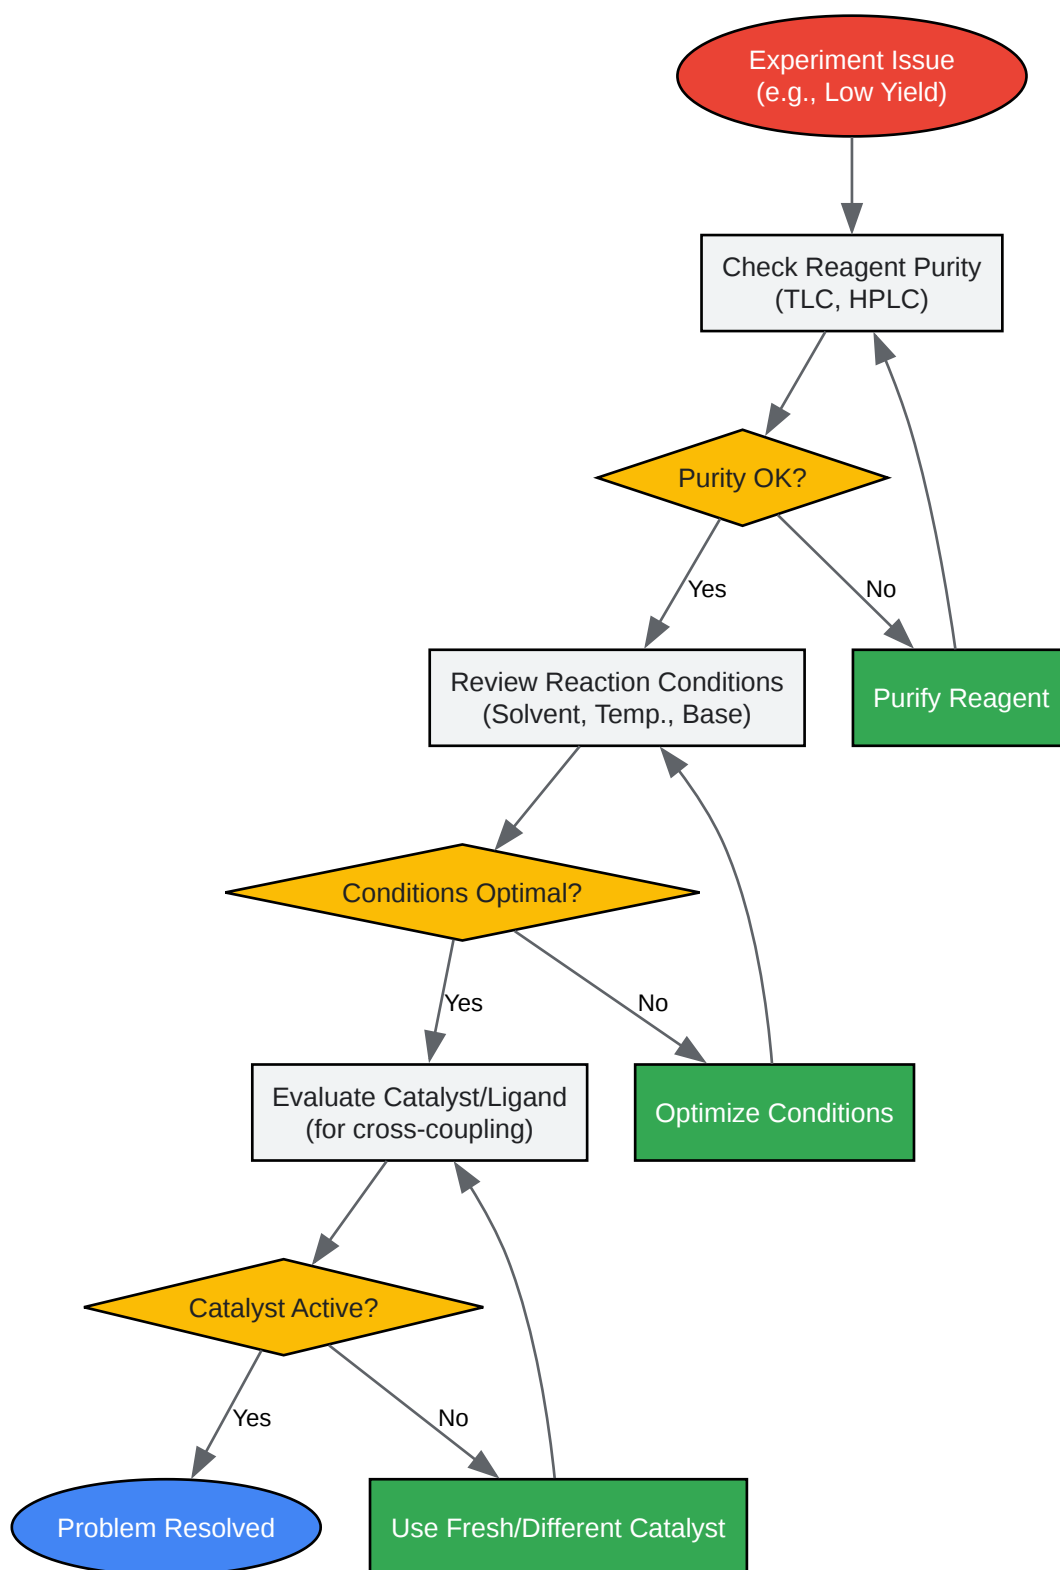 Experiment Issue
(e.g., Low Yield)
Check Reagent Purity
(TLC, HPLC)
Purity OK?
Yes
No
Review Reaction Conditions
(Solvent, Temp., Base)
Purify Reagent
Conditions Optimal?
Yes
No
Evaluate Catalyst/Ligand
(for cross-coupling)
Optimize Conditions
Catalyst Active?
Yes
No
Problem Resolved
Use Fresh/Different Catalyst